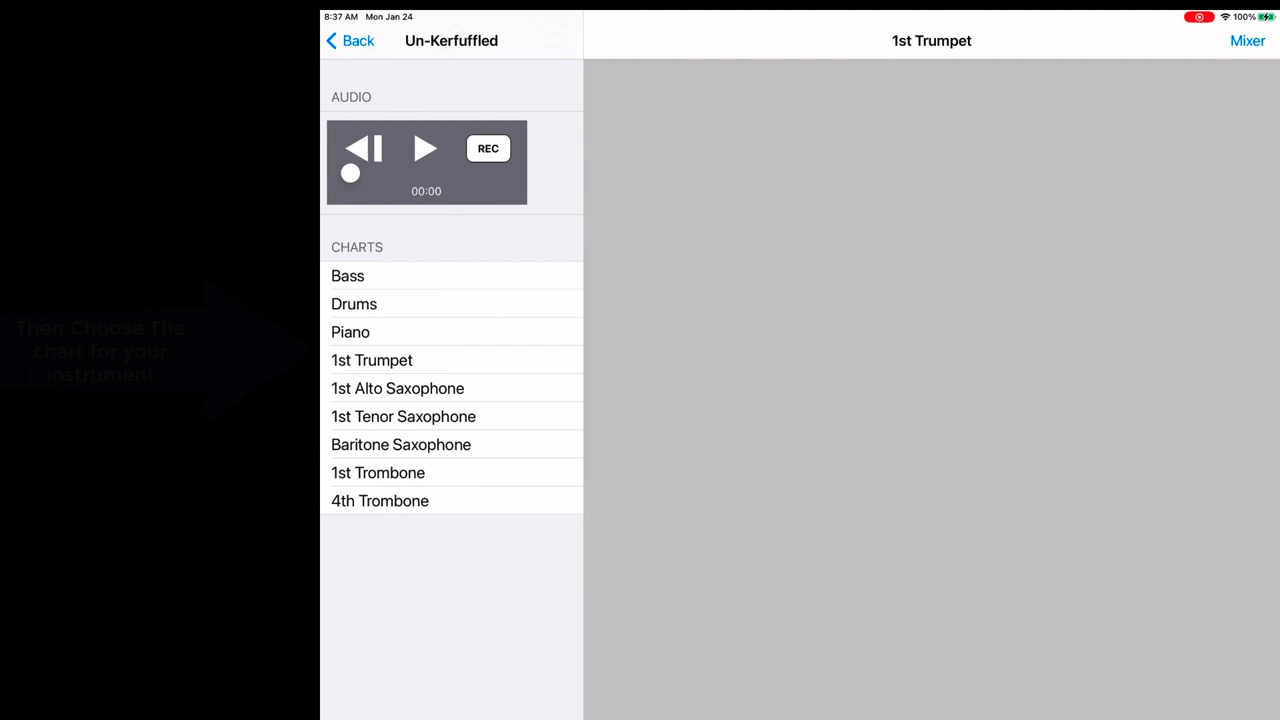 8:37 AM Mon Jan 24
100%
Back
Un-Kerfuffled
1st Trumpet
Mixer
AUDIO
REC
00:00
CHARTS
Bass
Drums
Piano
1st Trumpet
1st Alto Saxophone
1st Tenor Saxophone
Baritone Saxophone
1st Trombone
4th Trombone
Then Choose The
chart for your
instrument